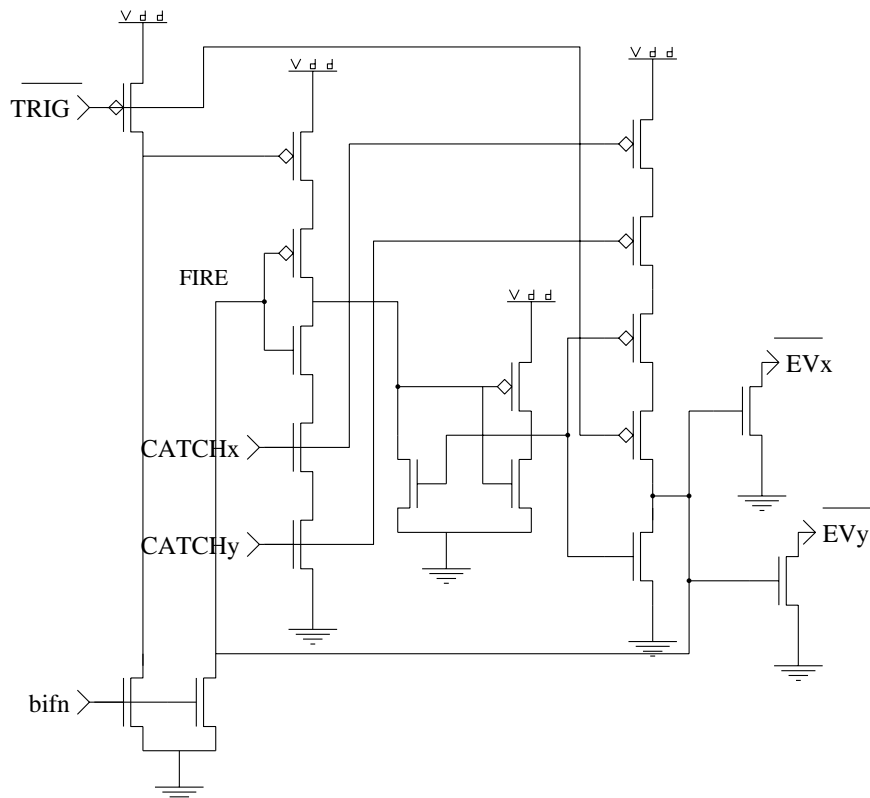 Vdd
Vdd
Vdd
TRIG
FIRE
Vdd
EVx
CATCHx
EVy
CATCHy
bifn